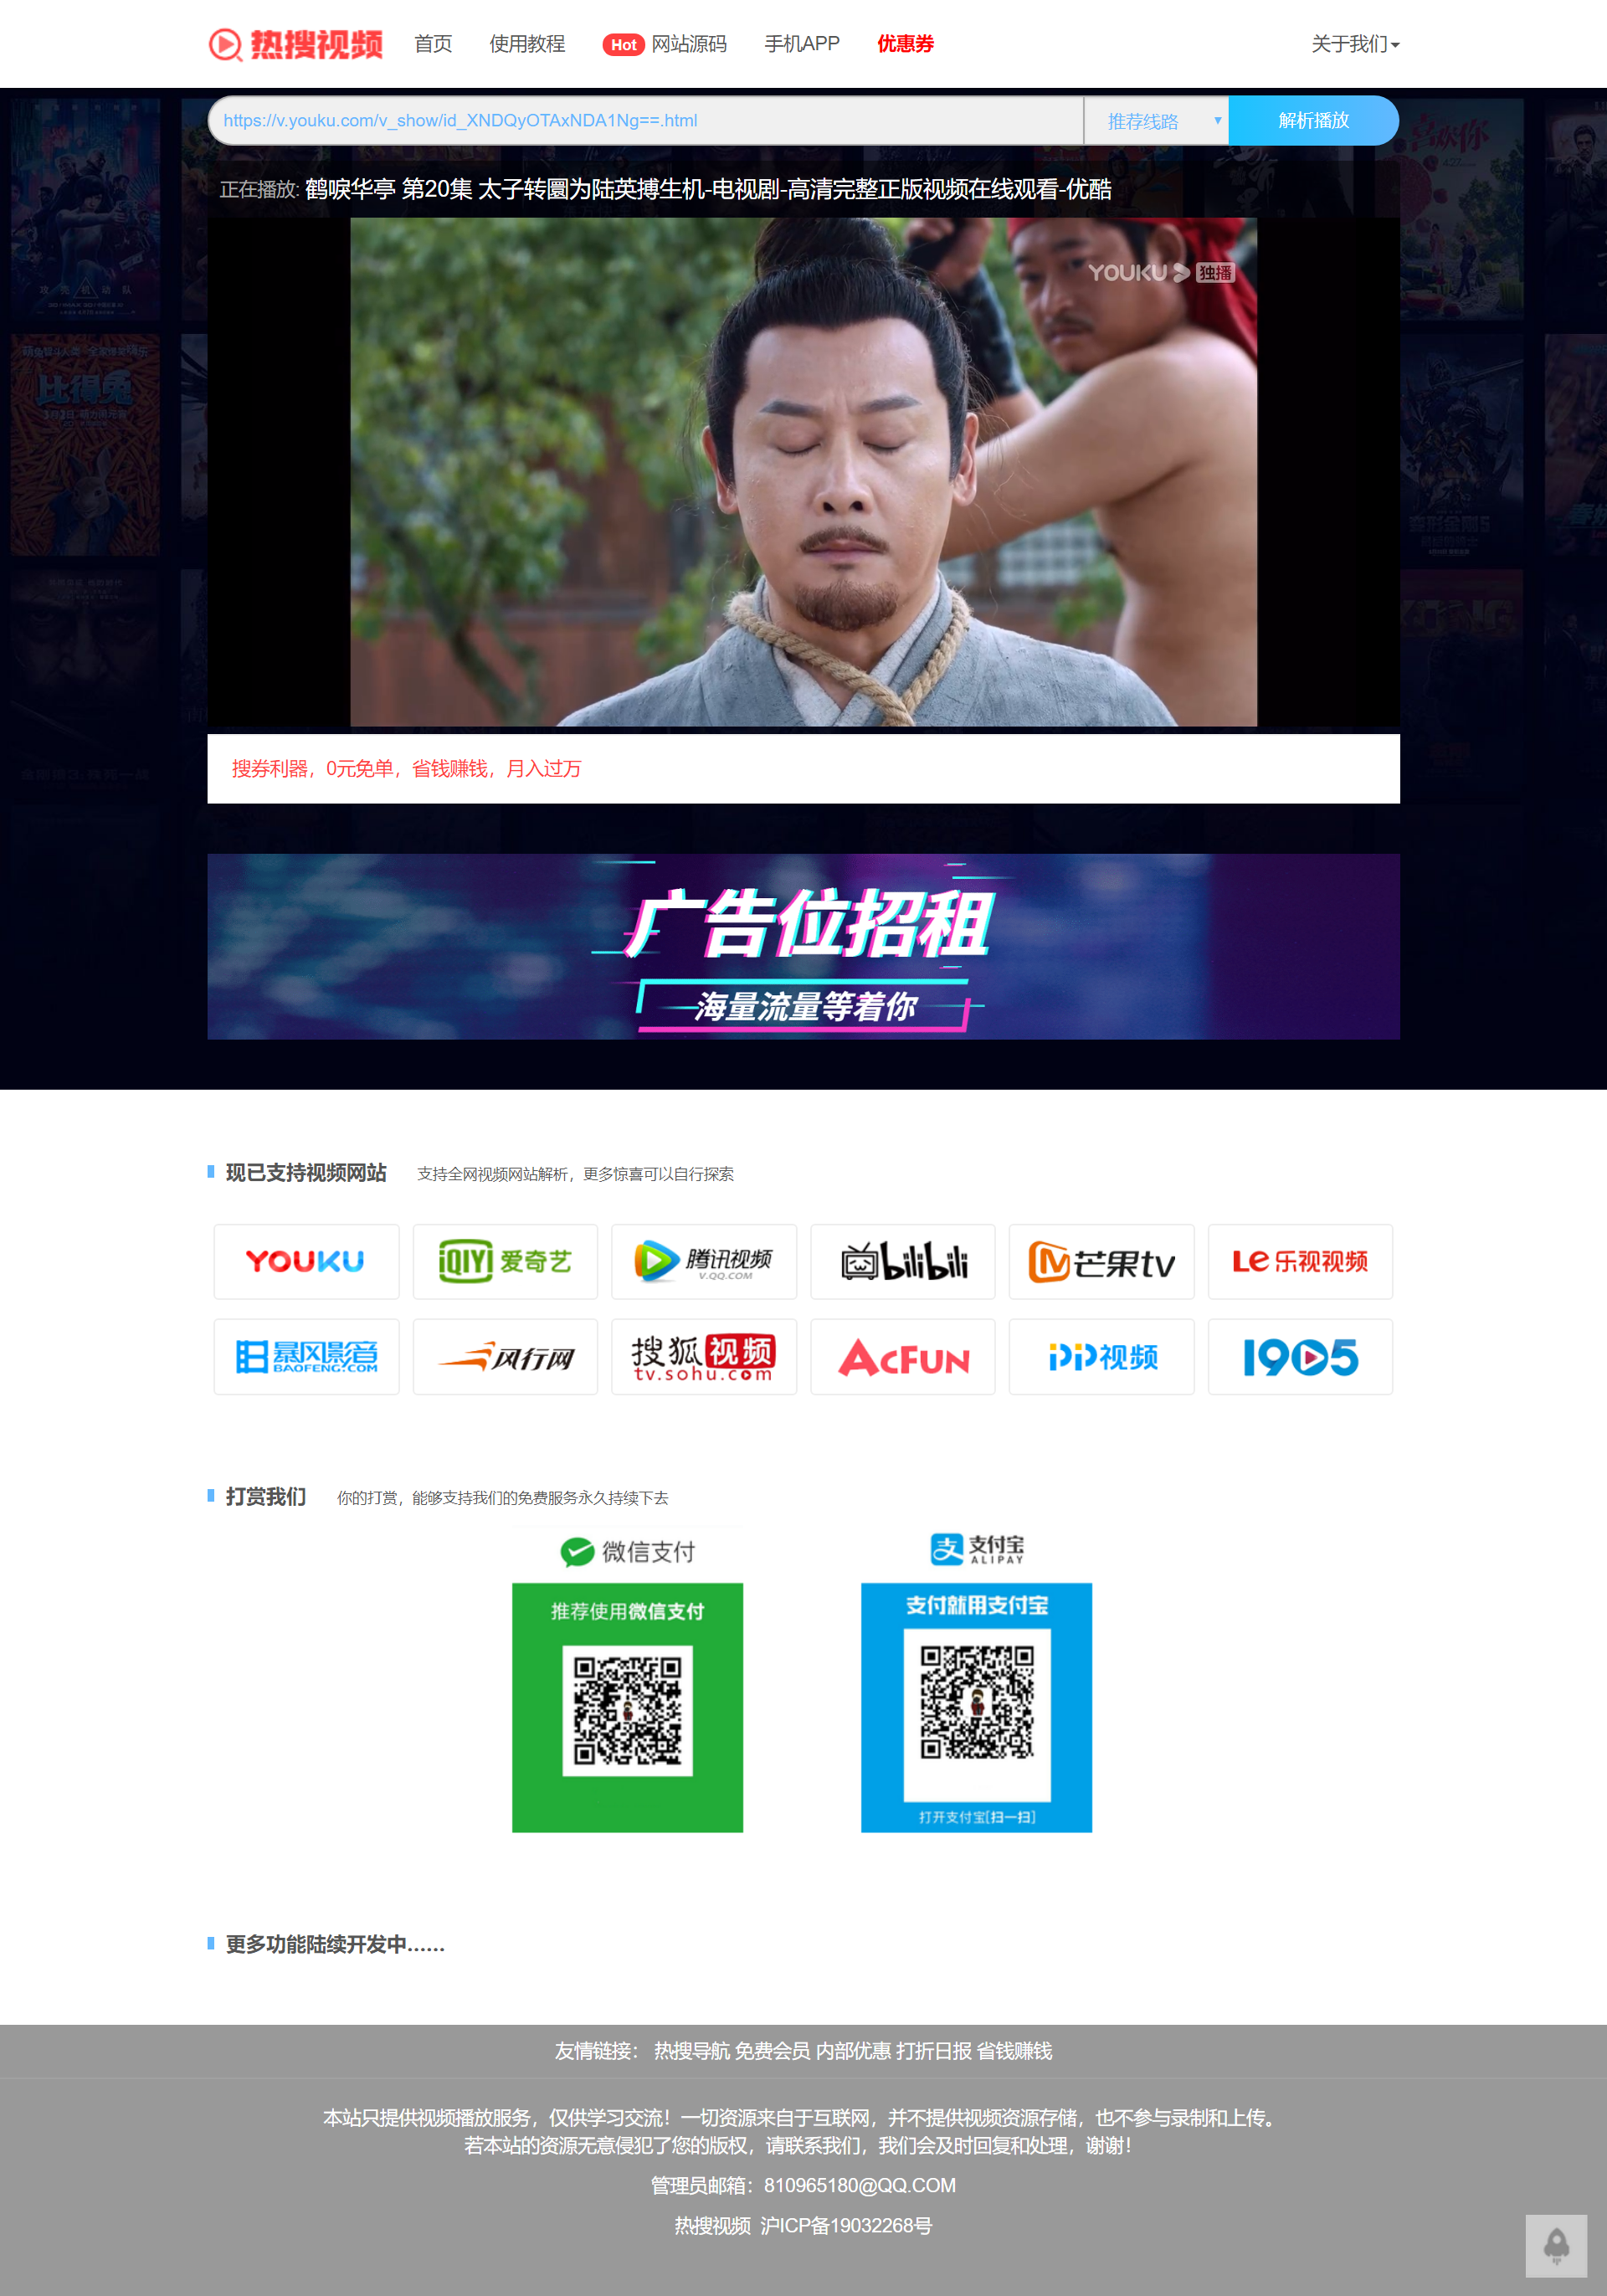 热搜视频 首页 使用教程 Hot 网站源码 手机APP 优惠券 关于我们
https://v.youku.com/v_show/id_XNDQyOTAxNDA1Ng==.html 推荐线路 解析播放
正在播放: 鹤唳华亭 第20集 太子转圜为陆英搏生机-电视剧-高清完整正版视频在线观看-优酷
YOUKU 独播
喜欢你
攻壳机动队
比得兔
变形金刚5
搜券利器，0元免单，省钱赚钱，月入过万
广告位招租
海量流量等着你
现已支持视频网站 支持全网视频网站解析，更多惊喜可以自行探索
YOUKU iQIYI 爱奇艺 腾讯视频 V.QQ.COM bilibili 芒果tv Le 乐视视频
暴风影音 BAOFENG.COM 风行网 搜狐视频 tv.sohu.com AcFUN PP视频 1905
打赏我们 你的打赏，能够支持我们的免费服务永久持续下去
微信支付 支付宝 ALIPAY
推荐使用微信支付 支付就用支付宝
打开支付宝[扫一扫]
更多功能陆续开发中......
友情链接： 热搜导航 免费会员 内部优惠 打折日报 省钱赚钱
本站只提供视频播放服务，仅供学习交流！一切资源来自于互联网，并不提供视频资源存储，也不参与录制和上传。
若本站的资源无意侵犯了您的版权，请联系我们，我们会及时回复和处理，谢谢！
管理员邮箱：810965180@QQ.COM
热搜视频 沪ICP备19032268号